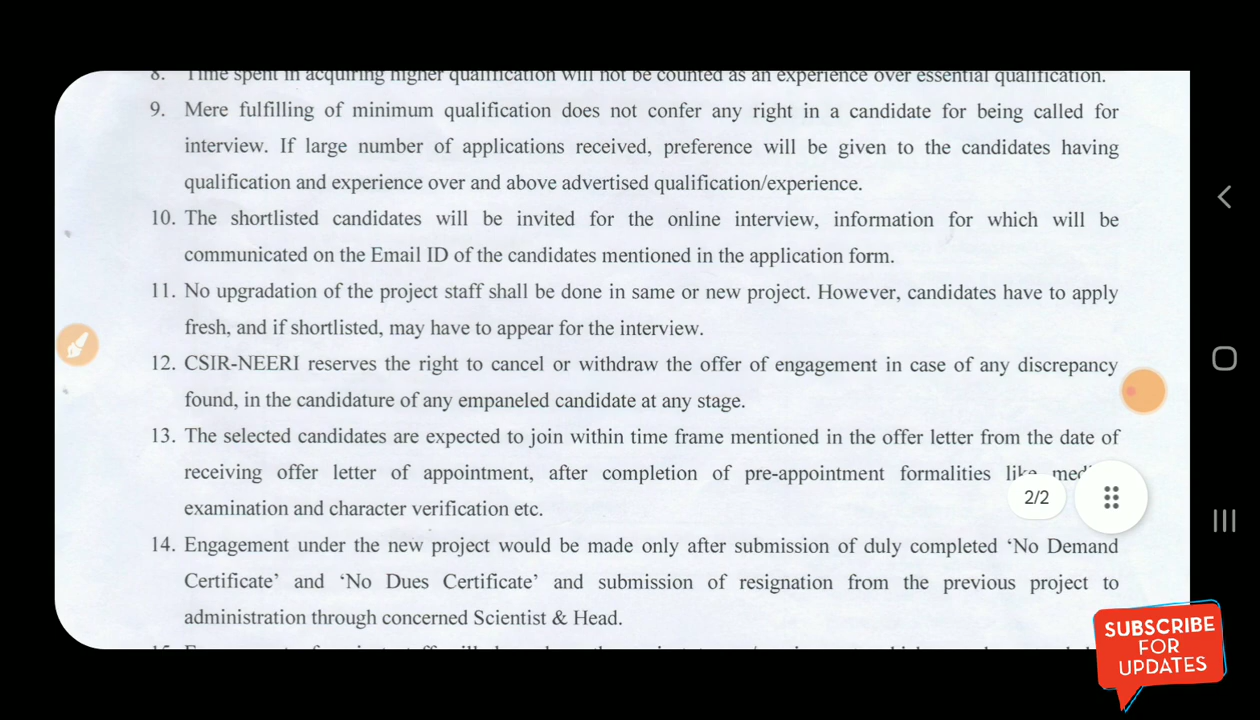 8. Time spent in acquiring higher qualification will not be counted as an experience over essential qualification.
9. Mere fulfilling of minimum qualification does not confer any right in a candidate for being called for
interview. If large number of applications received, preference will be given to the candidates having
qualification and experience over and above advertised qualification/experience.
10. The shortlisted candidates will be invited for the online interview, information for which will be
communicated on the Email ID of the candidates mentioned in the application form.
11. No upgradation of the project staff shall be done in same or new project. However, candidates have to apply
fresh, and if shortlisted, may have to appear for the interview.
12. CSIR-NEERI reserves the right to cancel or withdraw the offer of engagement in case of any discrepancy
found, in the candidature of any empaneled candidate at any stage.
13. The selected candidates are expected to join within time frame mentioned in the offer letter from the date of
receiving offer letter of appointment, after completion of pre-appointment formalities like
examination and character verification etc.
2/2
14. Engagement under the new project would be made only after submission of duly completed ‘No Demand
Certificate’ and ‘No Dues Certificate’ and submission of resignation from the previous project to
administration through concerned Scientist & Head.
SUBSCRIBE
FOR
UPDATES